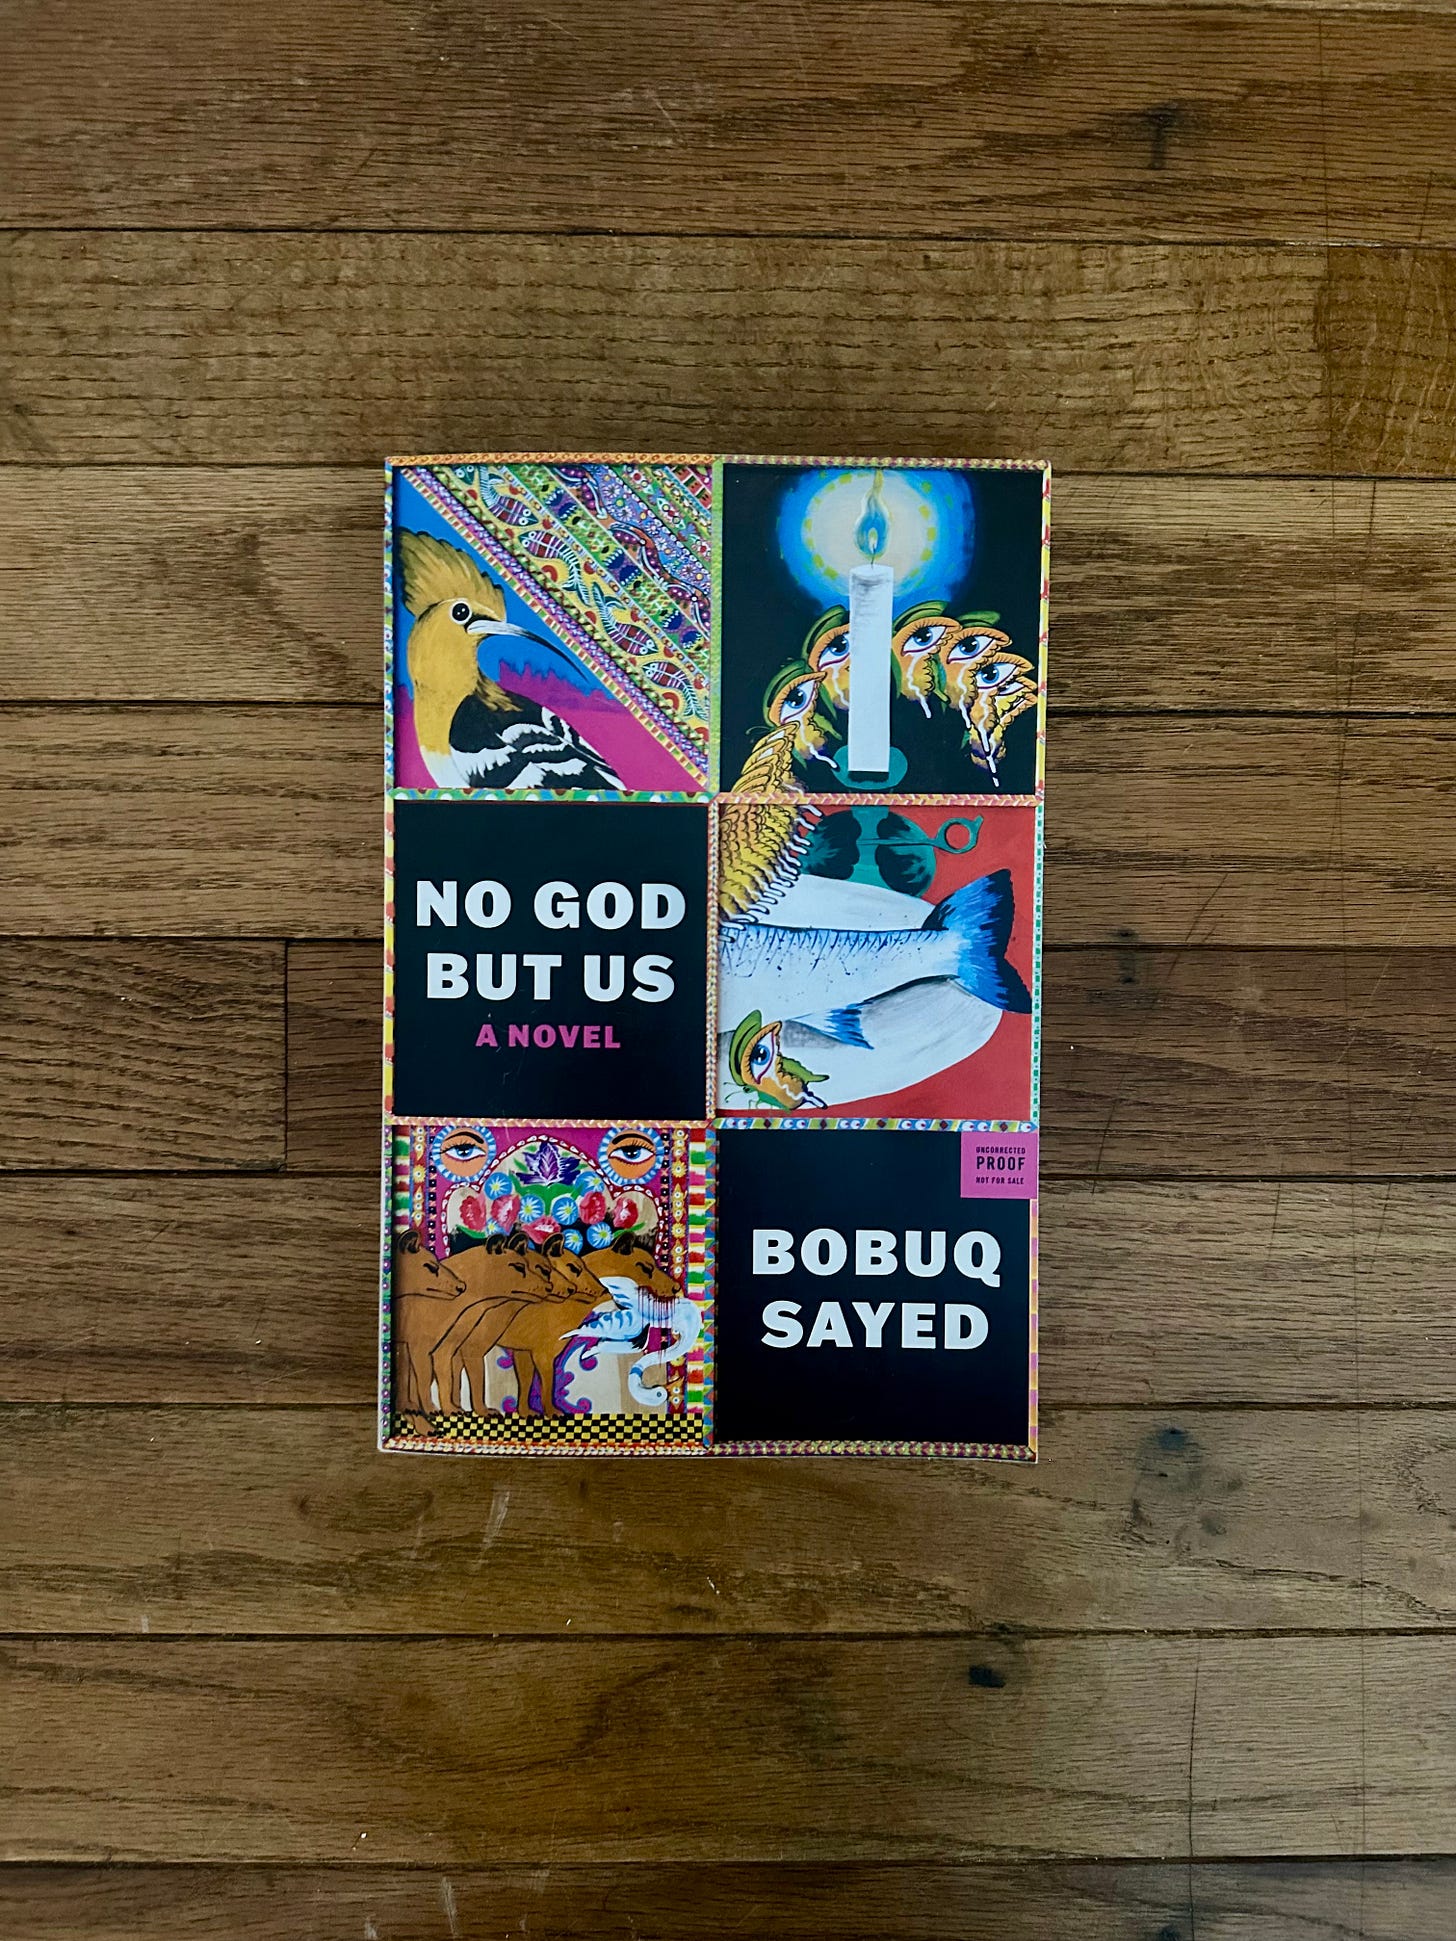 NO GOD
BUT US
A NOVEL
UNCORRECTED
PROOF
NOT FOR SALE
BOBUQ
SAYED